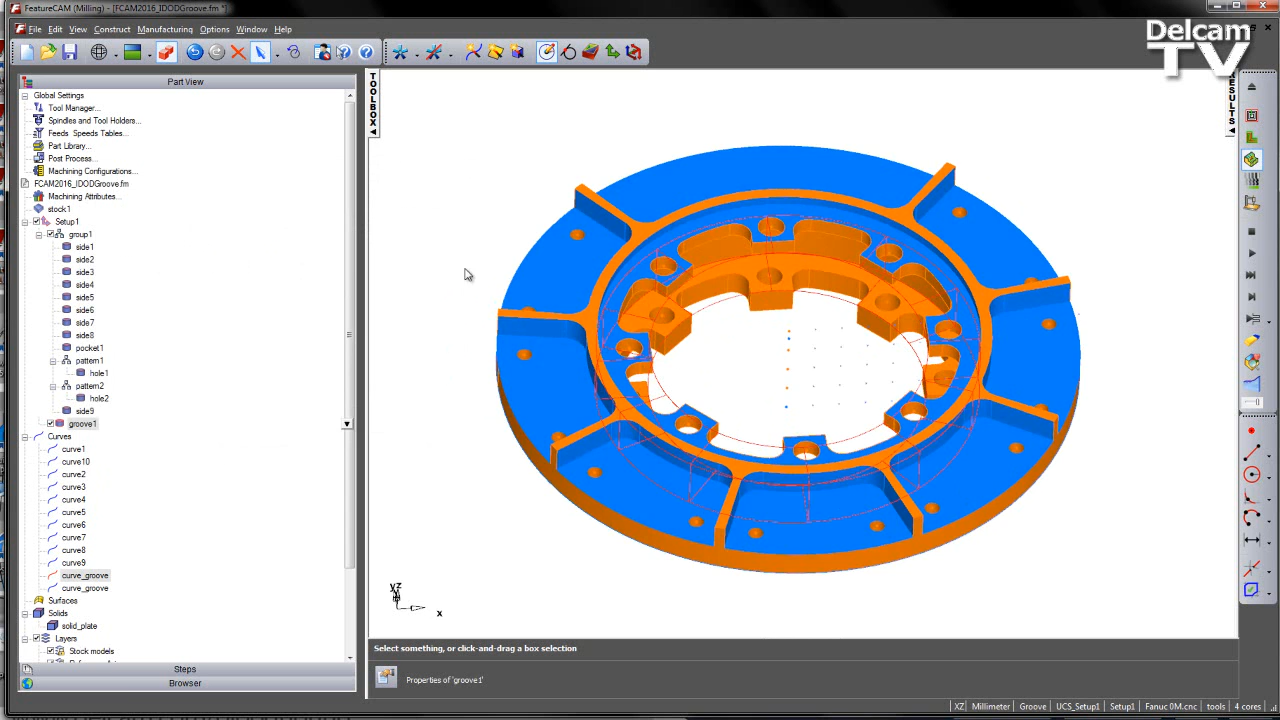 FeatureCAM (Milling) - [FCAM2016_IDODGroove.fm *]
File Edit View Construct Manufacturing Options Window Help
Delcam
TV
Part View
TOOLBOX
RESULTS
Global Settings
Tool Manager...
Spindles and Tool Holders...
Feeds Speeds Tables...
Part Library...
Post Process...
Machining Configurations...
FCAM2016_IDODGroove.fm
Machining Attributes...
stock1
Setup1
group1
side1
side2
side3
side4
side5
side6
side7
side8
pocket1
pattern1
hole1
pattern2
hole2
side9
groove1
Curves
curve1
curve10
curve2
curve3
curve4
curve5
curve6
curve7
curve8
curve9
curve_groove
curve_groove
Surfaces
Solids
solid_plate
Layers
Stock models
Steps
Browser
YZ
X
Select something, or click-and-drag a box selection
Properties of 'groove1'
XZ Millimeter Groove UCS_Setup1 Setup1 Fanuc 0M.cnc tools 4 cores